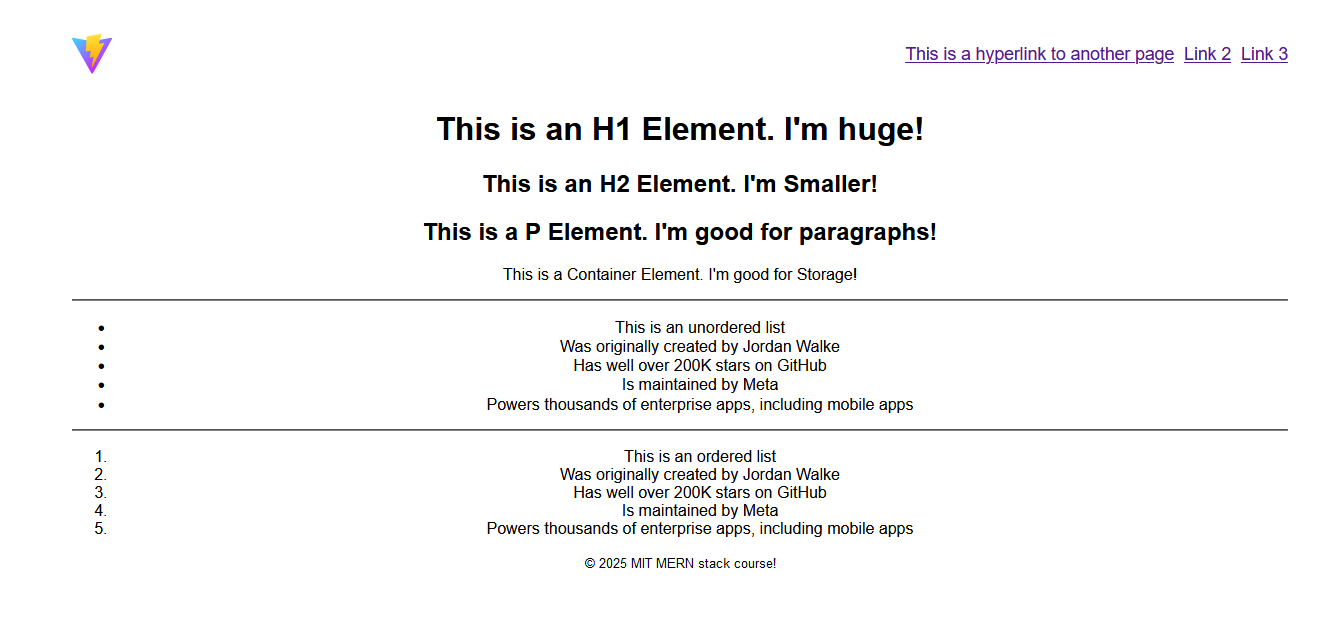 This is a hyperlink to another page Link 2 Link 3
This is an H1 Element. I'm huge!
This is an H2 Element. I'm Smaller!
This is a P Element. I'm good for paragraphs!
This is a Container Element. I'm good for Storage!
• This is an unordered list
• Was originally created by Jordan Walke
• Has well over 200K stars on GitHub
• Is maintained by Meta
• Powers thousands of enterprise apps, including mobile apps
1. This is an ordered list
2. Was originally created by Jordan Walke
3. Has well over 200K stars on GitHub
4. Is maintained by Meta
5. Powers thousands of enterprise apps, including mobile apps
© 2025 MIT MERN stack course!